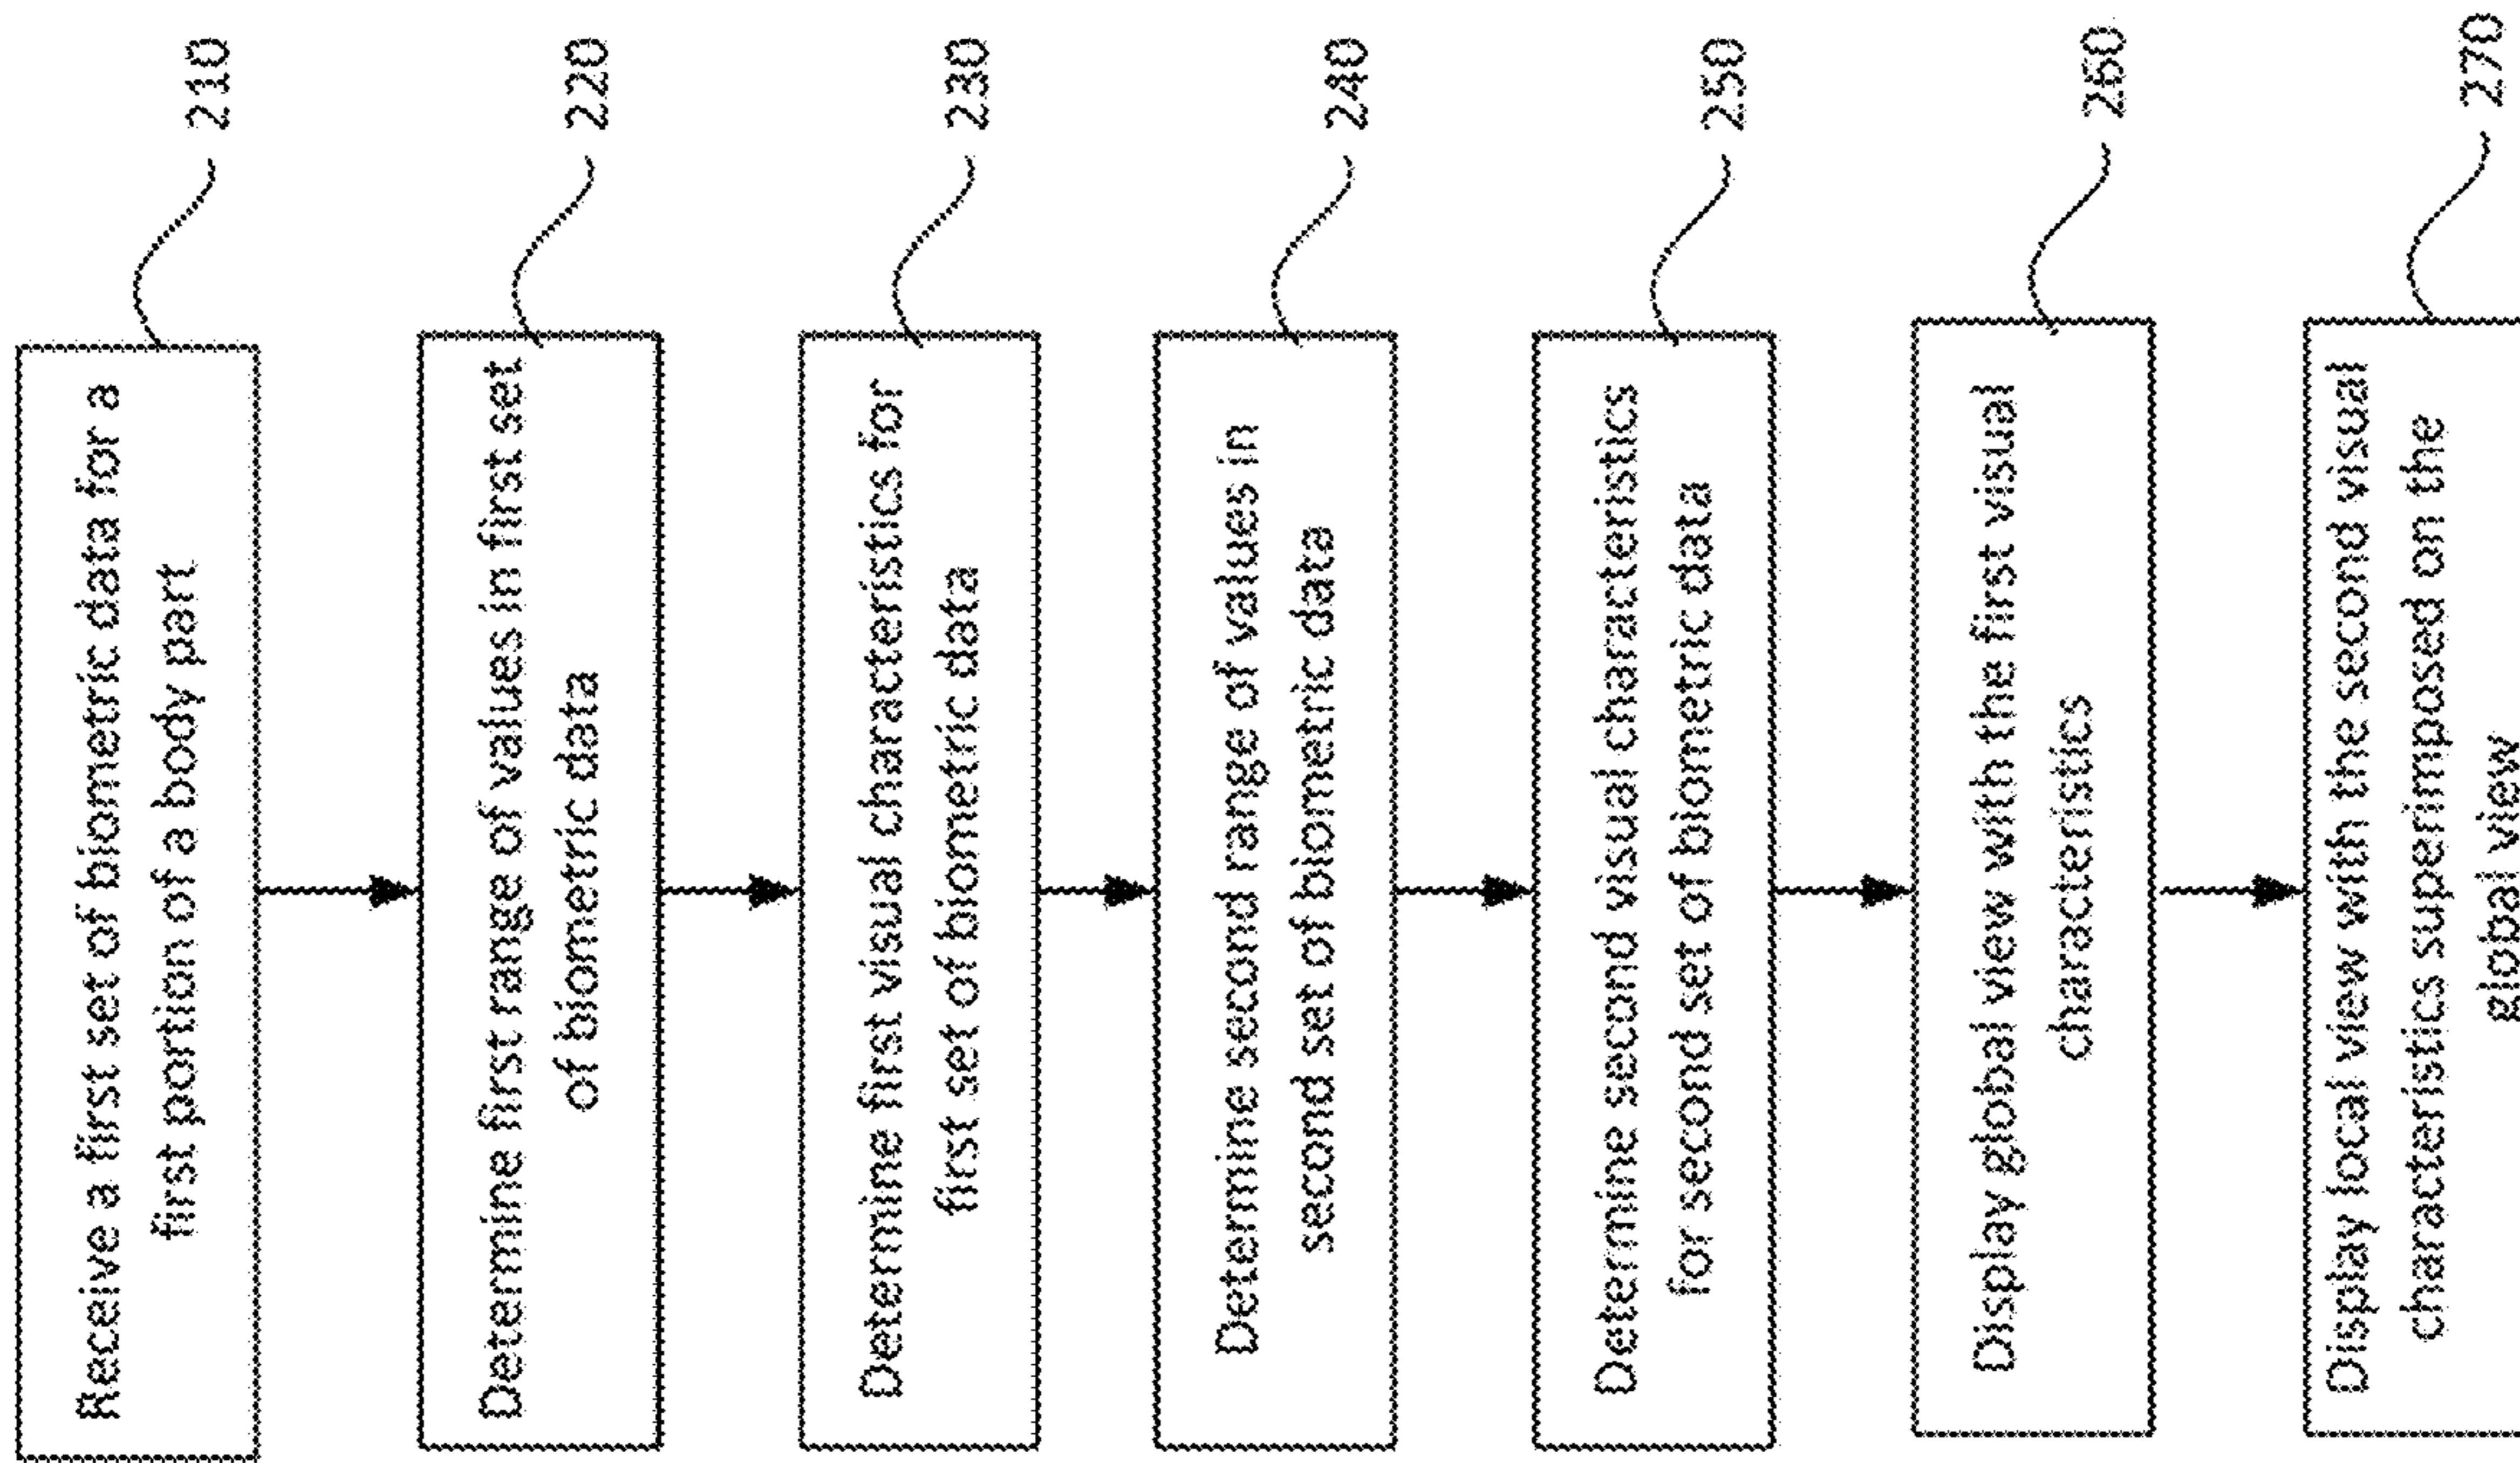 Receive a first set of biometric data for a
first portion of a body part
210
Determine first range of values in first set
of biometric data
220
Determine first visual characteristics for
first set of biometric data
230
Determine second range of values in
second set of biometric data
240
Determine second visual characteristics
for second set of biometric data
250
Display global view with the first visual
characteristics
260
Display local view with the second visual
characteristics superimposed on the
global view
270